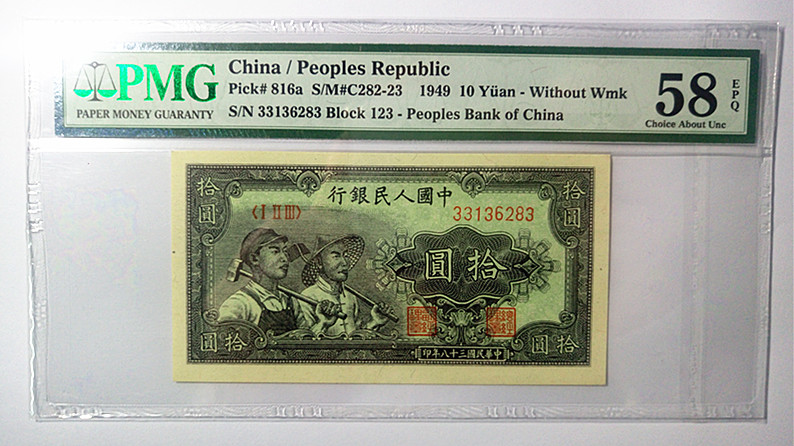 PMG
PAPER MONEY GUARANTY
China / Peoples Republic
Pick# 816a S/M#C282-23 1949 10 Yüan - Without Wmk
S/N 33136283 Block 123 - Peoples Bank of China
58
EPQ
Choice About Unc
拾圓
行銀民人國中
拾圓
〈I II III〉
33136283
圓拾
圓拾
印年八十三國民華中
圓拾